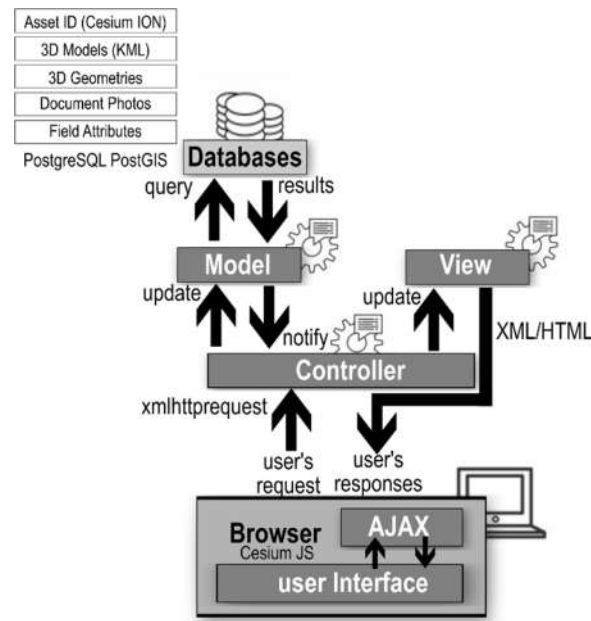 Asset ID (Cesium ION)
3D Models (KML)
3D Geometries
Document Photos
Field Attributes
PostgreSQL PostGIS
Databases
query
results
Model
View
update
notify
update
XML/HTML
Controller
xmlhttprequest
user's
request
user's
responses
Browser
Cesium JS
AJAX
user Interface